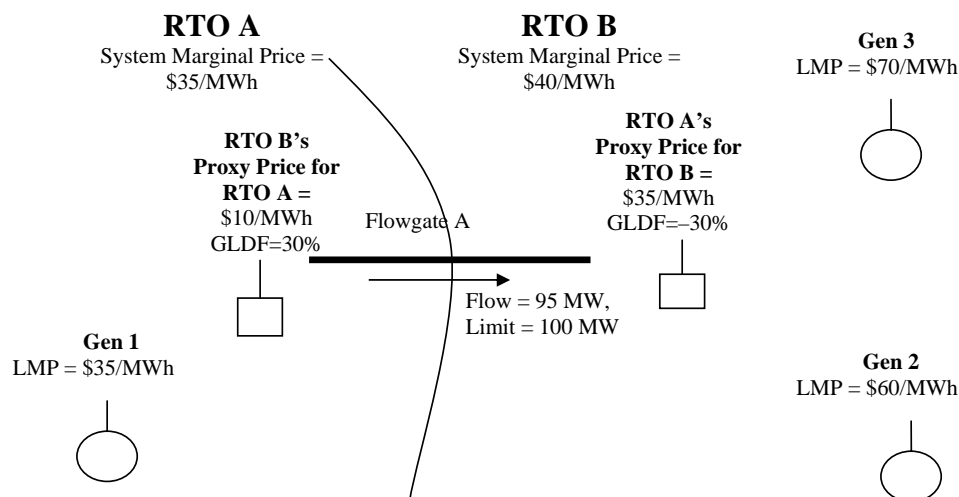 RTO A
System Marginal Price =
$35/MWh
RTO B
System Marginal Price =
$40/MWh
Gen 3
LMP = $70/MWh
RTO B’s
Proxy Price for
RTO A =
$10/MWh
GLDF=30%
Flowgate A
RTO A’s
Proxy Price for
RTO B =
$35/MWh
GLDF=–30%
Flow = 95 MW,
Limit = 100 MW
Gen 1
LMP = $35/MWh
Gen 2
LMP = $60/MWh